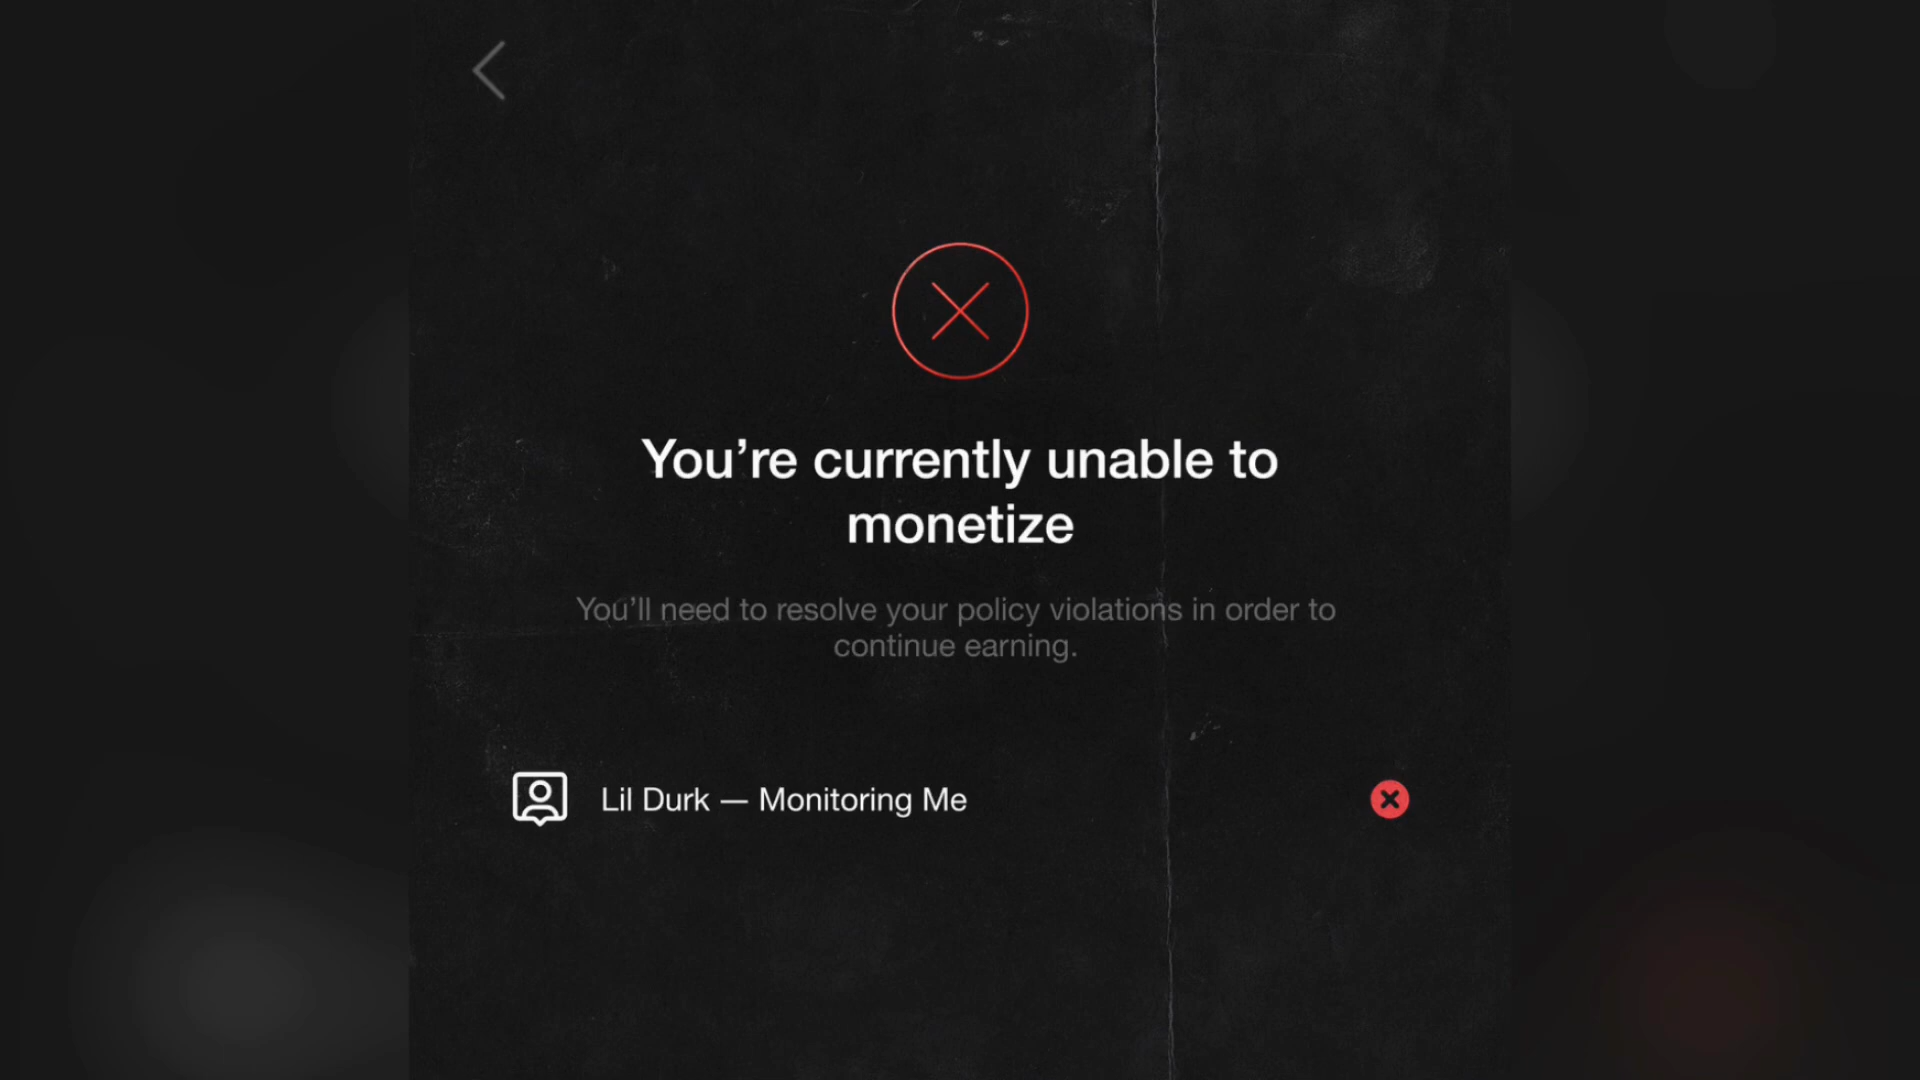 You’re currently unable to
monetize
You’ll need to resolve your policy violations in order to
continue earning.
Lil Durk — Monitoring Me